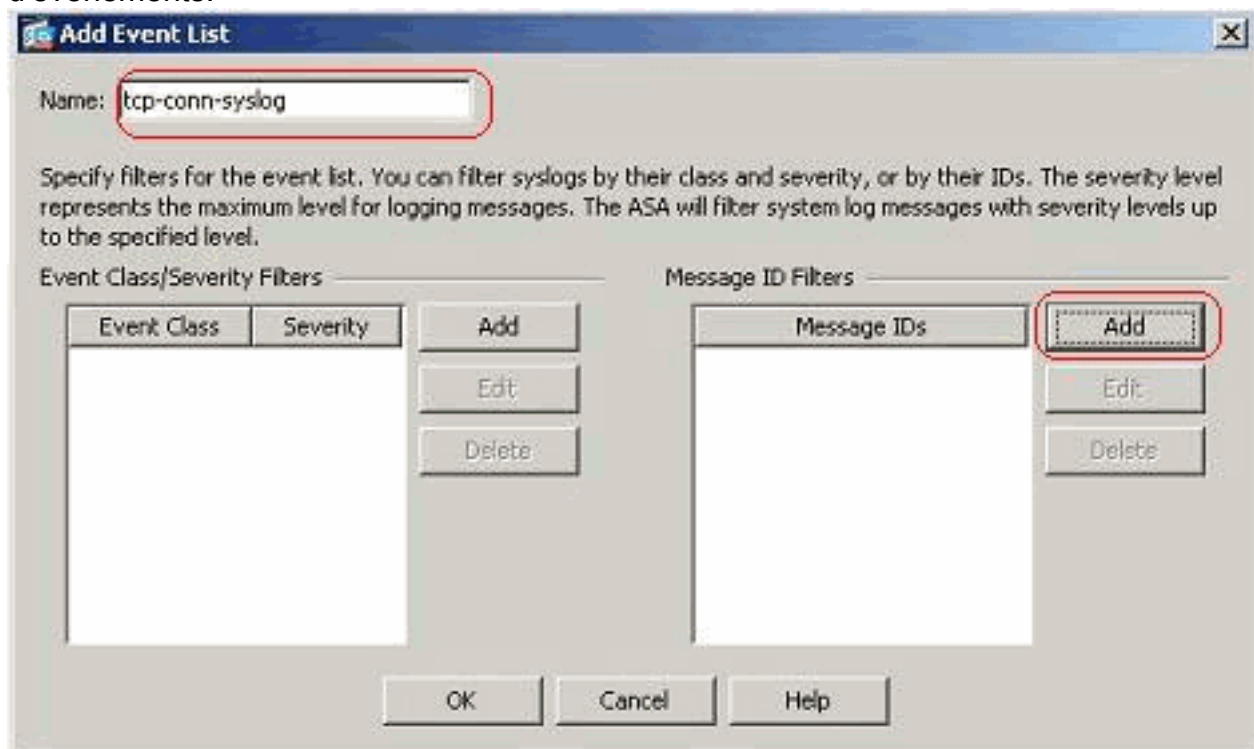 d'événements.
Add Event List
Name: tcp-conn-syslog
Specify filters for the event list. You can filter syslogs by their class and severity, or by their IDs. The severity level
represents the maximum level for logging messages. The ASA will filter system log messages with severity levels up
to the specified level.
Event Class/Severity Filters
Message ID Filters
Event Class Severity Add
Message IDs Add
Edit
Edit
Delete
Delete
OK Cancel Help